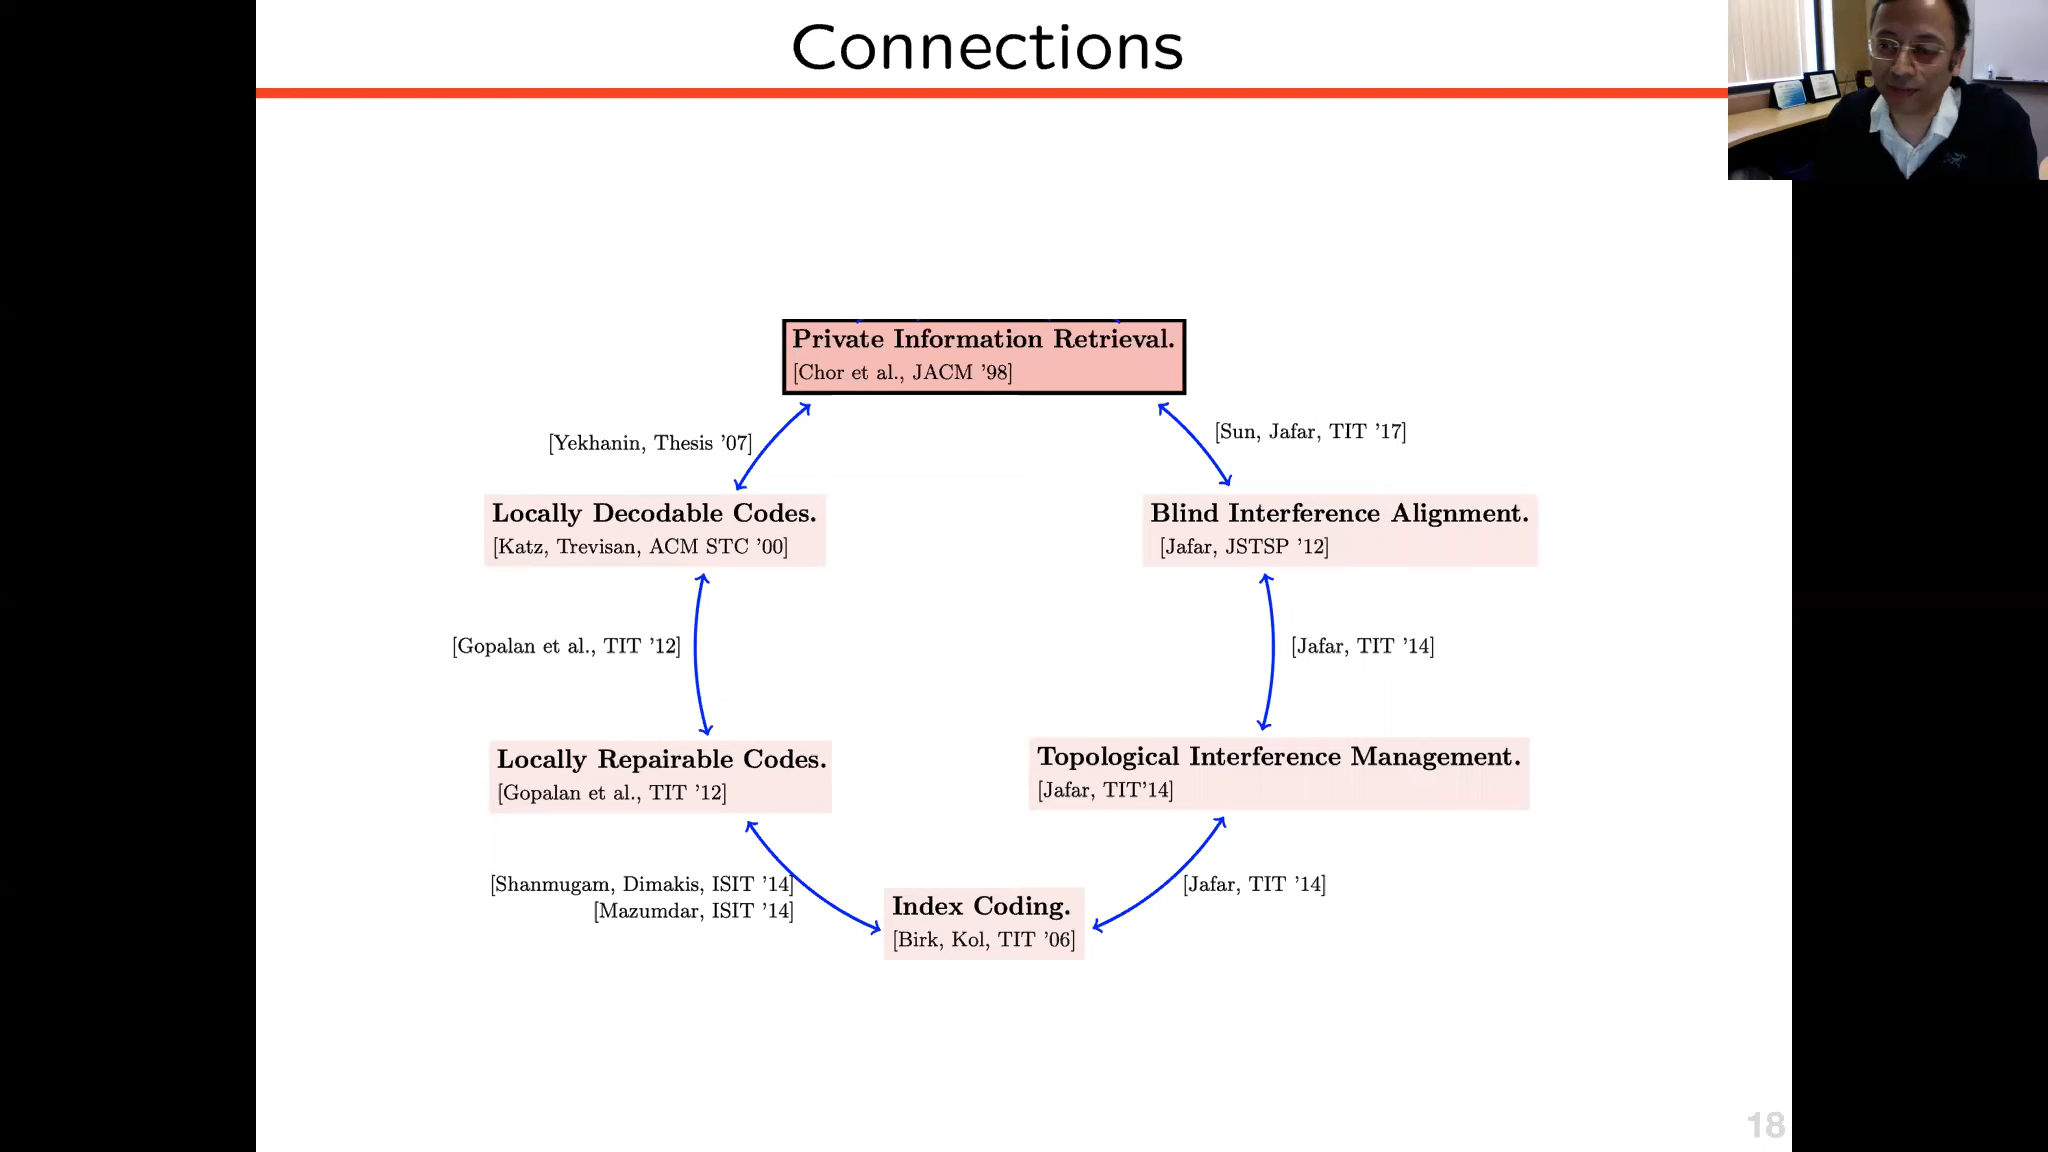 Connections
Private Information Retrieval.
[Chor et al., JACM ’98]
[Yekhanin, Thesis ’07]
[Sun, Jafar, TIT ’17]
Locally Decodable Codes.
[Katz, Trevisan, ACM STC ’00]
Blind Interference Alignment.
[Jafar, JSTSP ’12]
[Gopalan et al., TIT ’12]
[Jafar, TIT ’14]
Locally Repairable Codes.
[Gopalan et al., TIT ’12]
Topological Interference Management.
[Jafar, TIT’14]
[Shanmugam, Dimakis, ISIT ’14]
[Mazumdar, ISIT ’14]
[Jafar, TIT ’14]
Index Coding.
[Birk, Kol, TIT ’06]
18